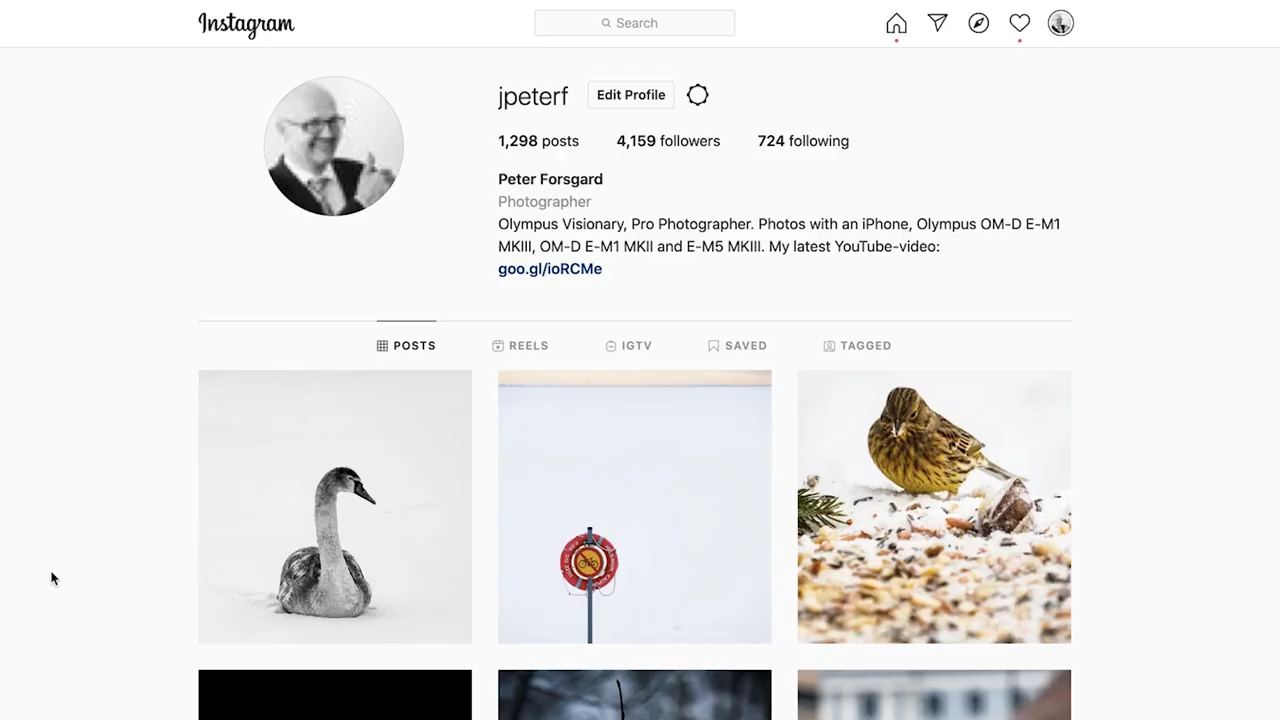 Instagram
Search
jpeterf
Edit Profile
1,298 posts 4,159 followers 724 following
Peter Forsgard
Photographer
Olympus Visionary, Pro Photographer. Photos with an iPhone, Olympus OM-D E-M1
MKIII, OM-D E-M1 MKII and E-M5 MKIII. My latest YouTube-video:
goo.gl/ioRCMe
POSTS REELS IGTV SAVED TAGGED